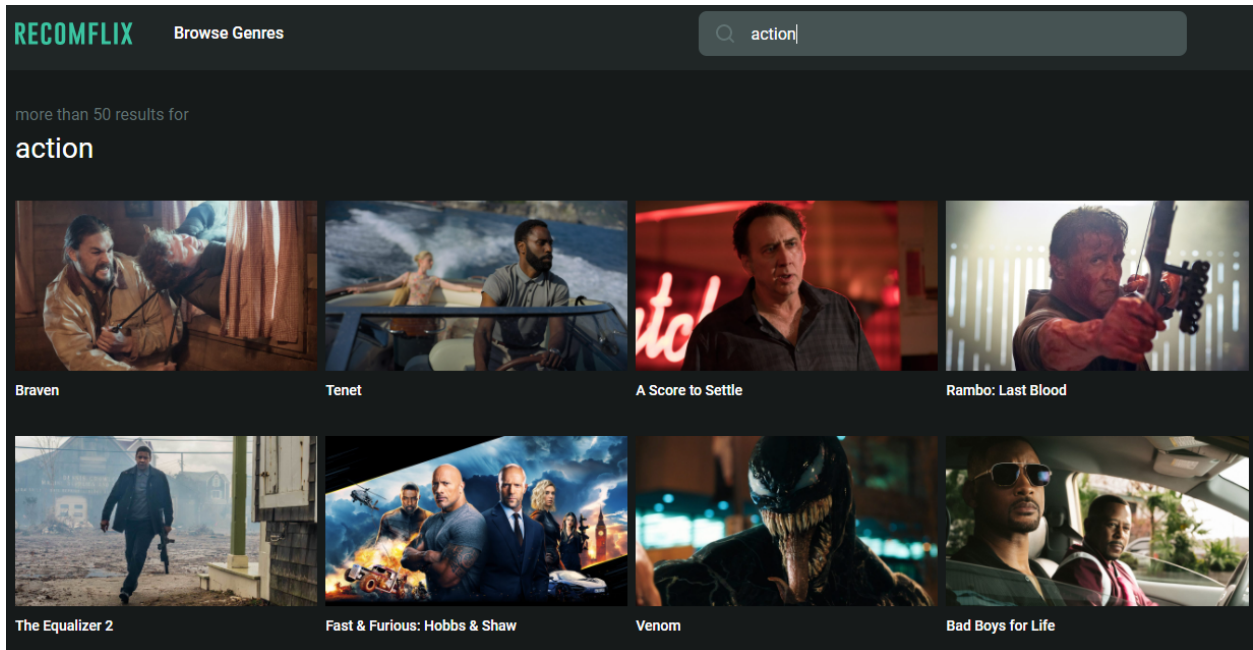 RECOMFLIX
Browse Genres
action
more than 50 results for
action
tch
Braven
Tenet
A Score to Settle
Rambo: Last Blood
The Equalizer 2
Fast & Furious: Hobbs & Shaw
Venom
Bad Boys for Life